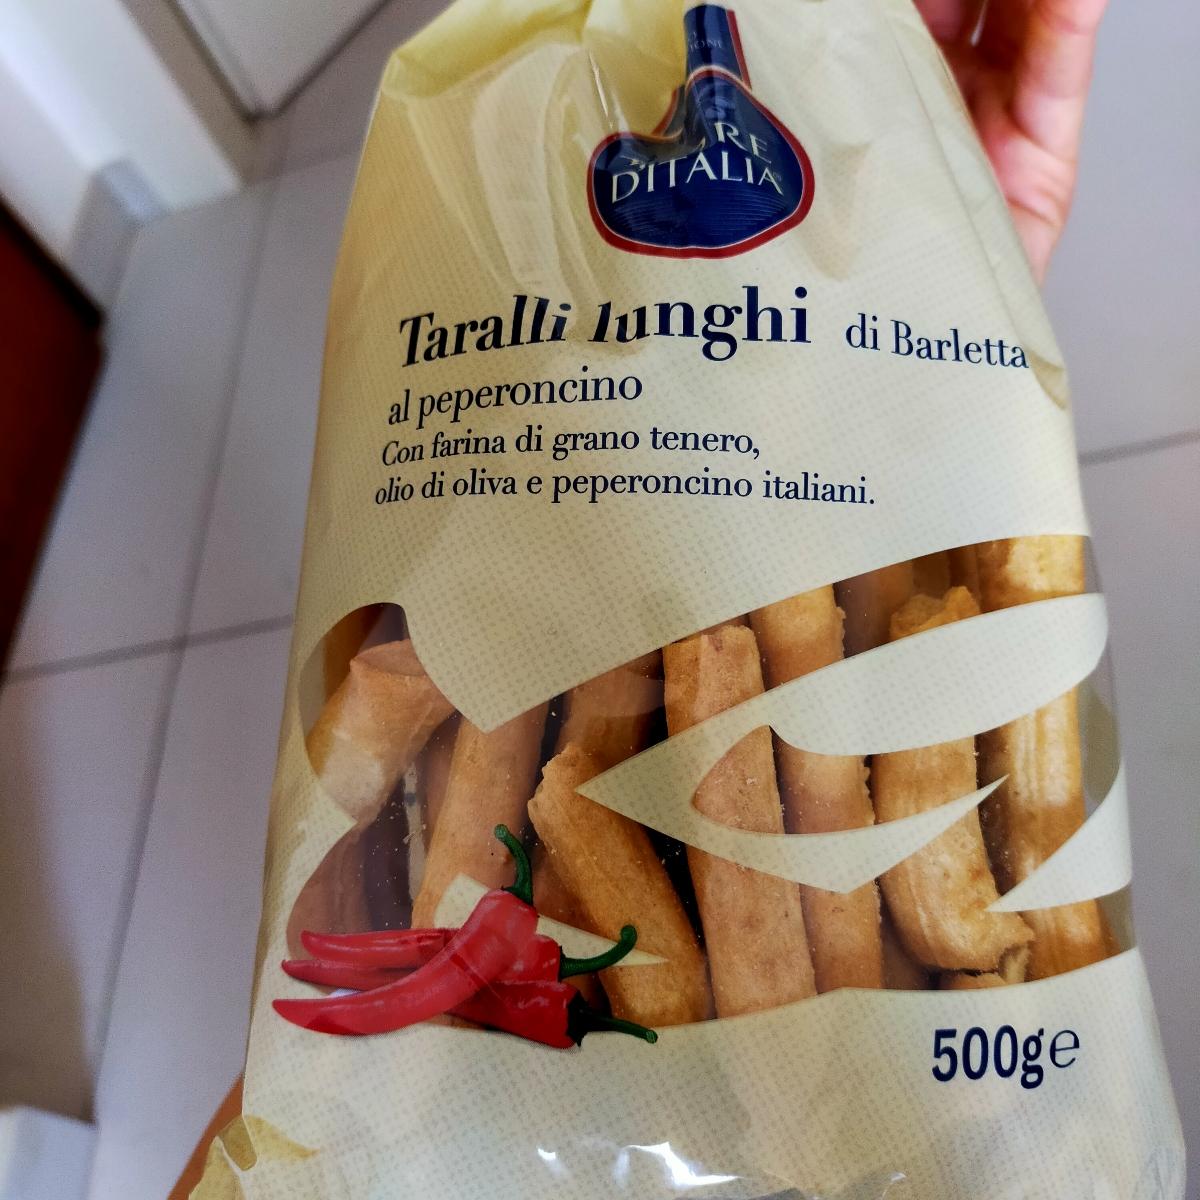 D'ITALIA
Taralli lunghi di Barletta
al peperoncino
Con farina di grano tenero,
olio di oliva e peperoncino italiani.
500g e